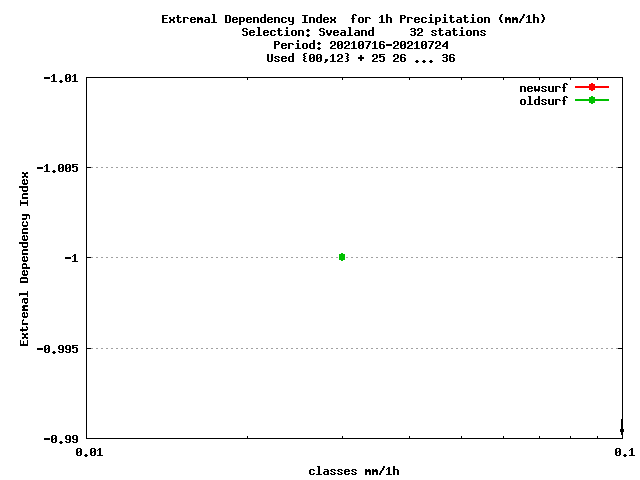 Extremal Dependency Index  for 1h Precipitation (mm/1h)
Selection: Svealand     32 stations
Period: 20210716-20210724
Used {00,12} + 25 26 ... 36
newsurf
oldsurf
-1.01
-1.005
-1
-0.995
-0.99
Extremal Dependency Index
0.01
0.1
classes mm/1h